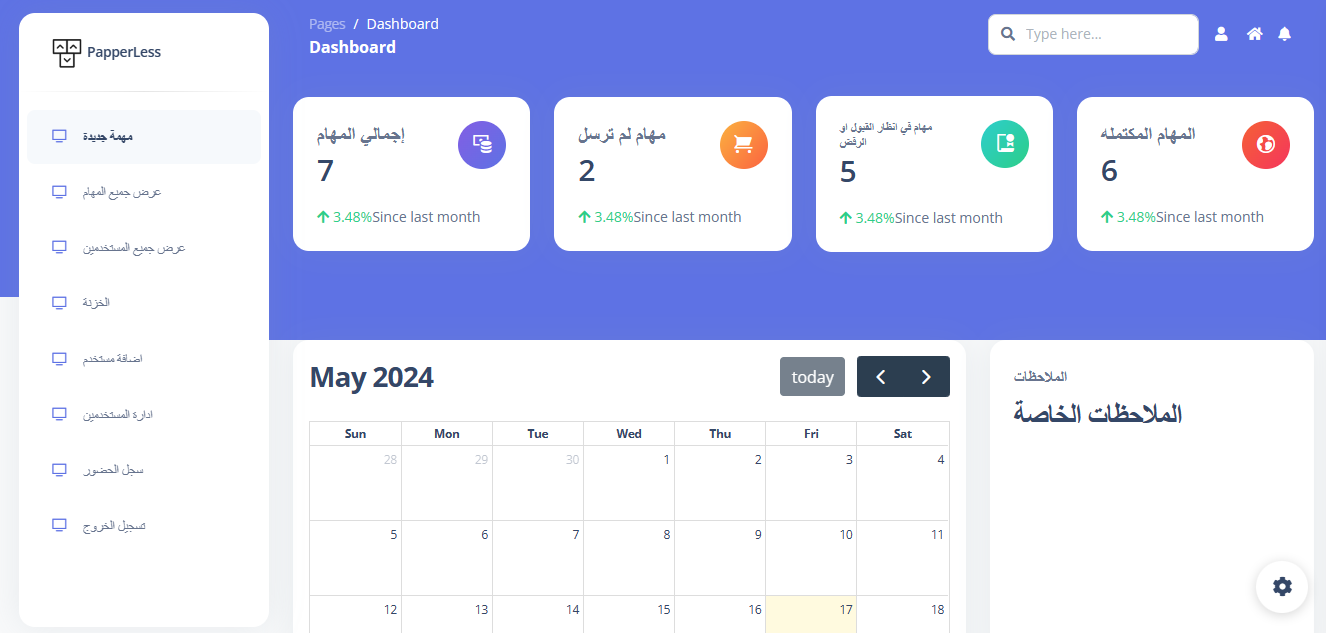 PapperLess
مهمة جديدة
عرض جميع المهام
عرض جميع المستخدمين
الخزنة
اضافة مستخدم
ادارة المستخدمين
سجل الحضور
تسجيل الخروج
Pages / Dashboard
Dashboard
Type here...
إجمالي المهام
7
3.48%Since last month
مهام لم ترسل
2
3.48%Since last month
مهام في انظار القبول او
الرفض
5
3.48%Since last month
المهام المكتمله
6
3.48%Since last month
May 2024
today
Sun Mon Tue Wed Thu Fri Sat
28 29 30 1 2 3 4
5 6 7 8 9 10 11
12 13 14 15 16 17 18
الملاحظات
الملاحظات الخاصة